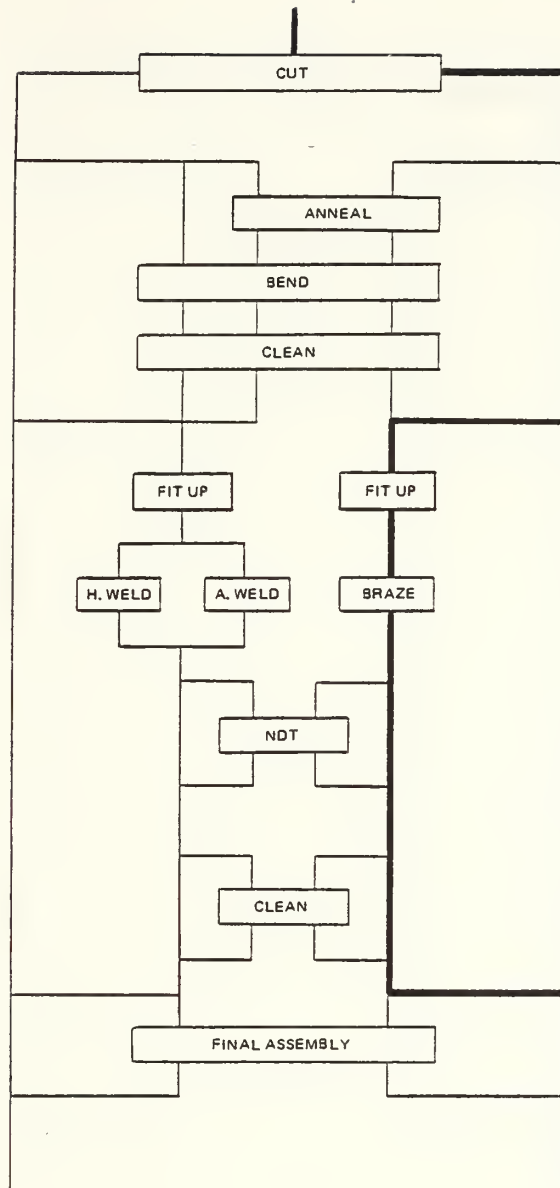 CUT
ANNEAL
BEND
CLEAN
FIT UP
FIT UP
H. WELD
A. WELD
BRAZE
NDT
CLEAN
FINAL ASSEMBLY